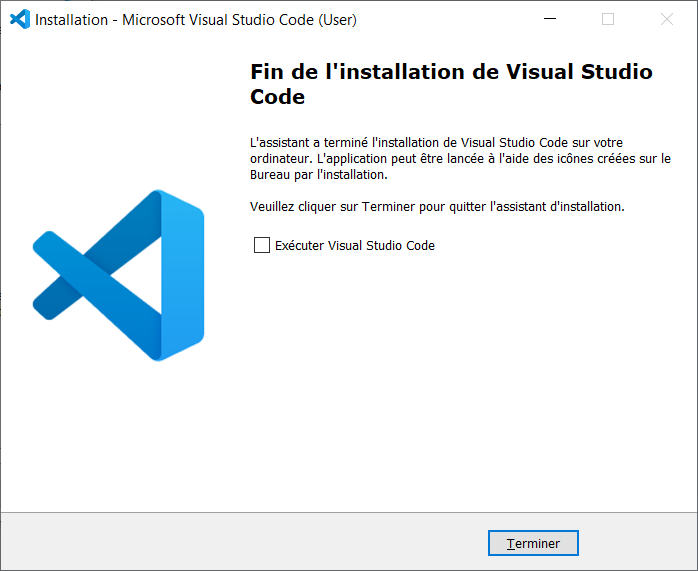 Installation - Microsoft Visual Studio Code (User)
Fin de l'installation de Visual Studio
Code
L'assistant a terminé l'installation de Visual Studio Code sur votre
ordinateur. L'application peut être lancée à l'aide des icônes créées sur le
Bureau par l'installation.
Veuillez cliquer sur Terminer pour quitter l'assistant d'installation.
Exécuter Visual Studio Code
Terminer